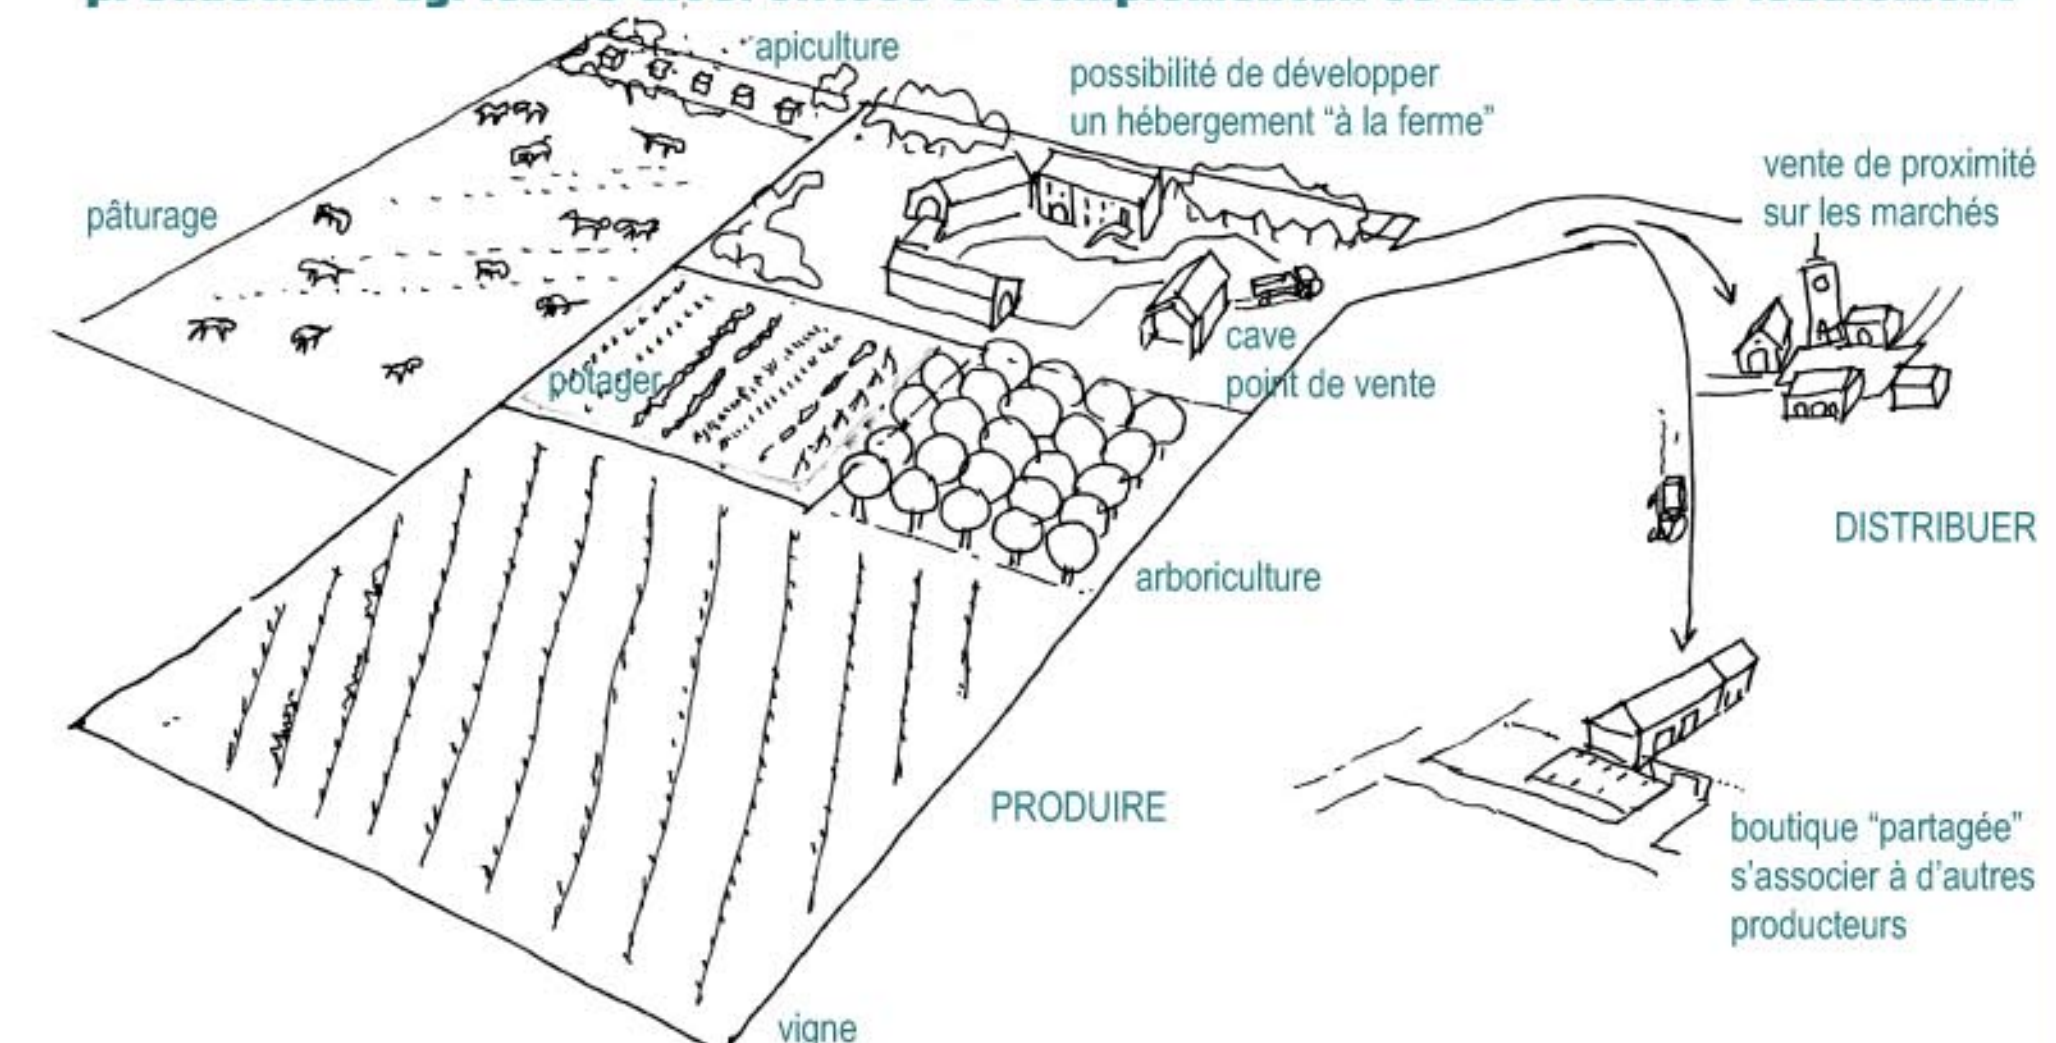 apiculture
possibilité de développer
un hébergement “à la ferme”
vente de proximité
sur les marchés
pâturage
cave
point de vente
potager
DISTRIBUER
arboriculture
PRODUIRE
boutique “partagée”
s’associer à d’autres
producteurs
vigne